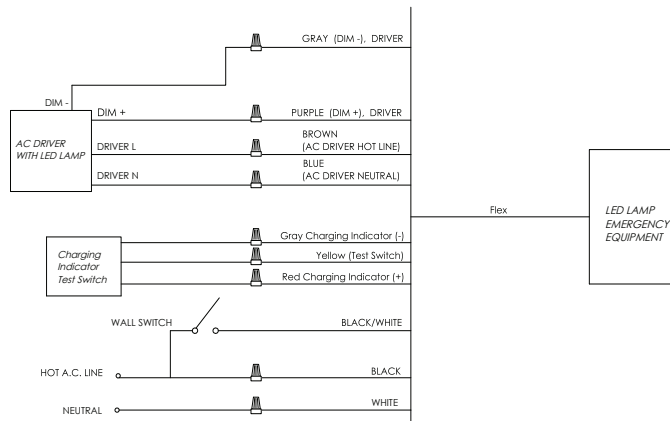 GRAY (DIM -), DRIVER
DIM -
DIM +
PURPLE (DIM +), DRIVER
AC DRIVER
WITH LED LAMP
DRIVER L
BROWN
(AC DRIVER HOT LINE)
DRIVER N
BLUE
(AC DRIVER NEUTRAL)
Flex
LED LAMP
EMERGENCY
EQUIPMENT
Charging
Indicator
Test Switch
Gray Charging Indicator (-)
Yellow (Test Switch)
Red Charging Indicator (+)
WALL SWITCH
BLACK/WHITE
HOT A.C. LINE
BLACK
NEUTRAL
WHITE